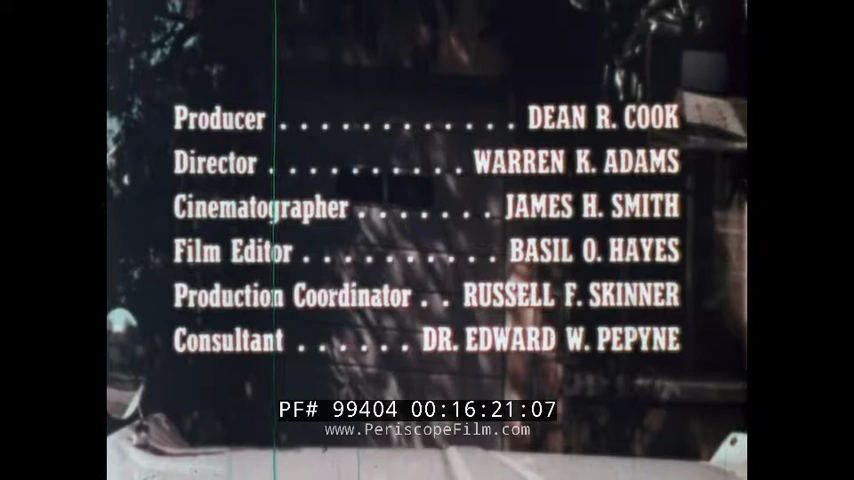 Producer . . . . . . . . . . . . . DEAN R. COOK
Director . . . . . . . . . . WARREN K. ADAMS
Cinematographer . . . . . . . JAMES H. SMITH
Film Editor . . . . . . . . . . BASIL O. HAYES
Production Coordinator . . RUSSELL F. SKINNER
Consultant . . . . . . DR. EDWARD W. PEPYNE
PF# 99404 00:16:21:07
www.PeriscopeFilm.com